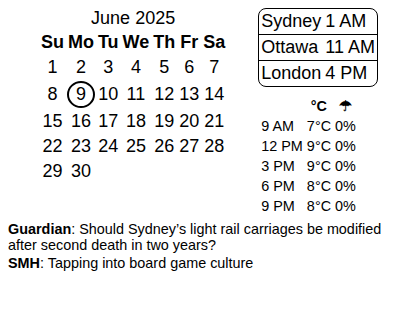 June 2025
Su Mo Tu We Th Fr Sa
1 2 3 4 5 6 7
8 9 10 11 12 13 14
15 16 17 18 19 20 21
22 23 24 25 26 27 28
29 30
Sydney 1 AM
Ottawa 11 AM
London 4 PM
°C ☂
9 AM 7°C 0%
12 PM 9°C 0%
3 PM 9°C 0%
6 PM 8°C 0%
9 PM 8°C 0%
Guardian: Should Sydney’s light rail carriages be modified
after second death in two years?
SMH: Tapping into board game culture